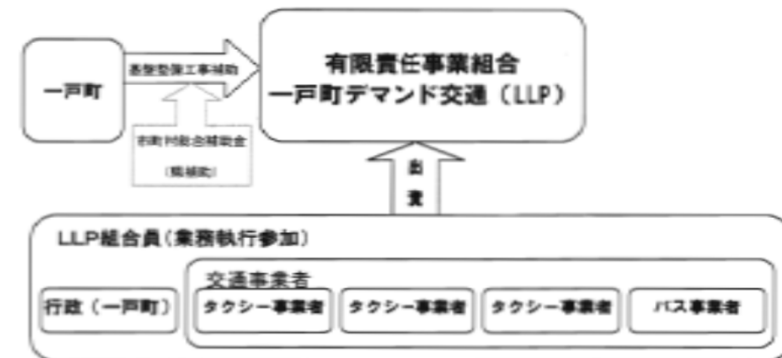 一戸町
基盤整備工事補助
有限責任事業組合
一戸町デマンド交通（LLP）
市町村総合補助金
（県補助）
出
資
LLP組合員（業務執行参加）
交通事業者
行政（一戸町）
タクシー事業者
タクシー事業者
タクシー事業者
バス事業者